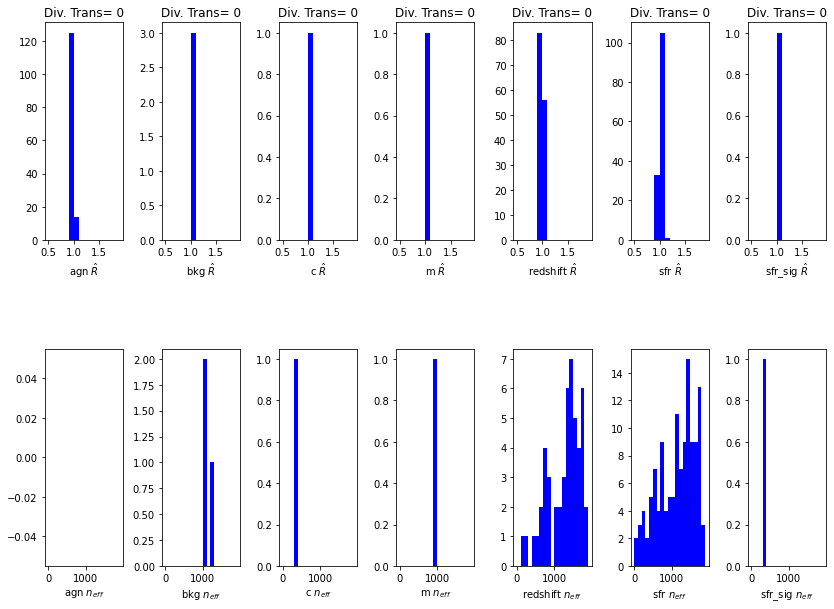 Div. Trans= 0 Div. Trans= 0 Div. Trans= 0 Div. Trans= 0 Div. Trans= 0 Div. Trans= 0 Div. Trans= 0
120 3.0 1.0 1.0 80 100 1.0
100 2.5 0.8 0.8 70 80 0.8
80 2.0 0.6 0.6 60 60 0.6
60 1.5 0.4 0.4 50 40 0.4
40 1.0 0.2 0.2 40 20 0.2
20 0.5 0.0 0.0 30 0 0.0
0 0.0 20
10
0
0.5 1.0 1.5 0.5 1.0 1.5 0.5 1.0 1.5 0.5 1.0 1.5 0.5 1.0 1.5 0.5 1.0 1.5 0.5 1.0 1.5
agn R̂ bkg R̂ c R̂ m R̂ redshift R̂ sfr R̂ sfr_sig R̂
0.04 2.00 1.0 1.0 7 14 1.0
0.02 1.75 0.8 0.8 6 12 0.8
0.00 1.50 0.6 0.6 5 10 0.6
−0.02 1.25 0.4 0.4 4 8 0.4
−0.04 1.00 0.2 0.2 3 6 0.2
0.75 0.0 0.0 2 4 0.0
0.50 1 2
0.25 0 0
0.00
0 1000 0 1000 0 1000 0 1000 0 1000 0 1000 0 1000
agn n_eff bkg n_eff c n_eff m n_eff redshift n_eff sfr n_eff sfr_sig n_eff